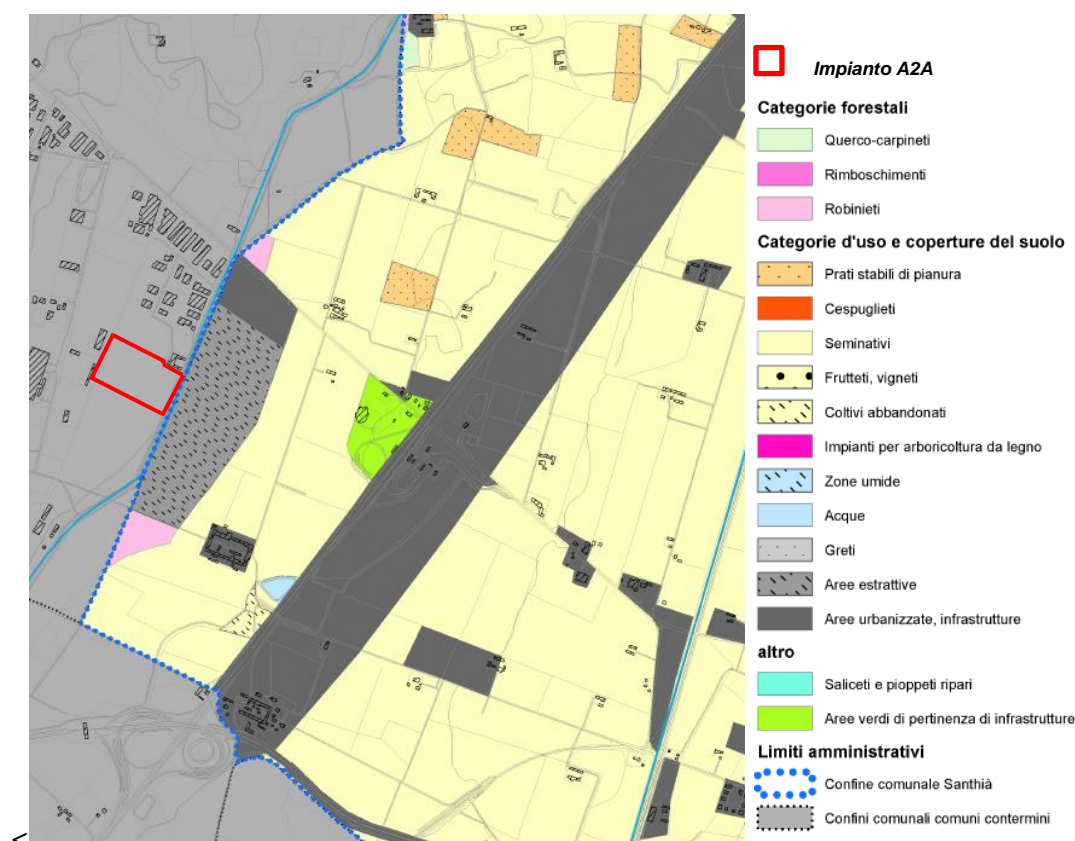 Impianto A2A
Categorie forestali
Querco-carpineti
Rimboschimenti
Robinieti
Categorie d'uso e coperture del suolo
Prati stabili di pianura
Cespuglieti
Seminativi
Frutteti, vigneti
Coltivi abbandonati
Impianti per arboricoltura da legno
Zone umide
Acque
Greti
Aree estrattive
Aree urbanizzate, infrastrutture
altro
Saliceti e pioppeti ripari
Aree verdi di pertinenza di infrastrutture
Limiti amministrativi
Confine comunale Santhià
Confini comunali comuni contermini
<